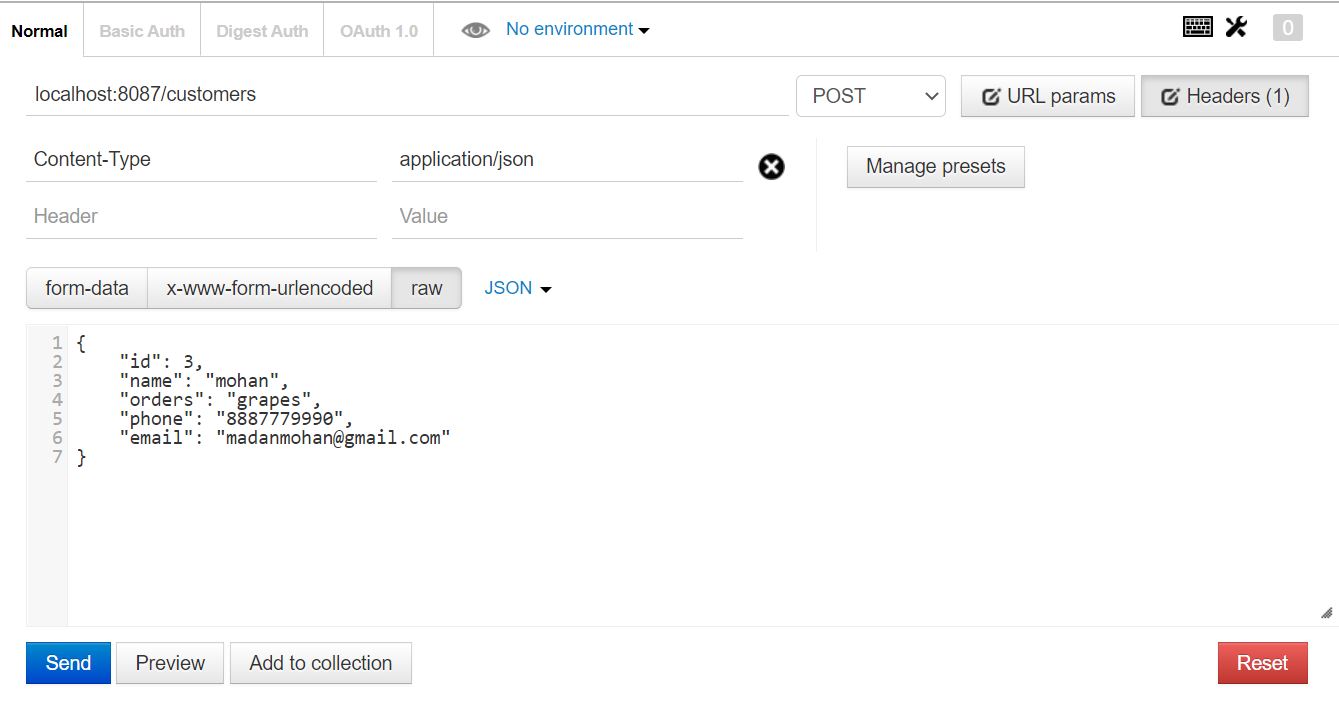 Normal Basic Auth Digest Auth OAuth 1.0 No environment 0
localhost:8087/customers POST URL params Headers (1)
Content-Type application/json Manage presets
Header Value
form-data x-www-form-urlencoded raw JSON
1 {
2 "id": 3,
3 "name": "mohan",
4 "orders": "grapes",
5 "phone": "8887779990",
6 "email": "madanmohan@gmail.com"
7 }
Send Preview Add to collection Reset